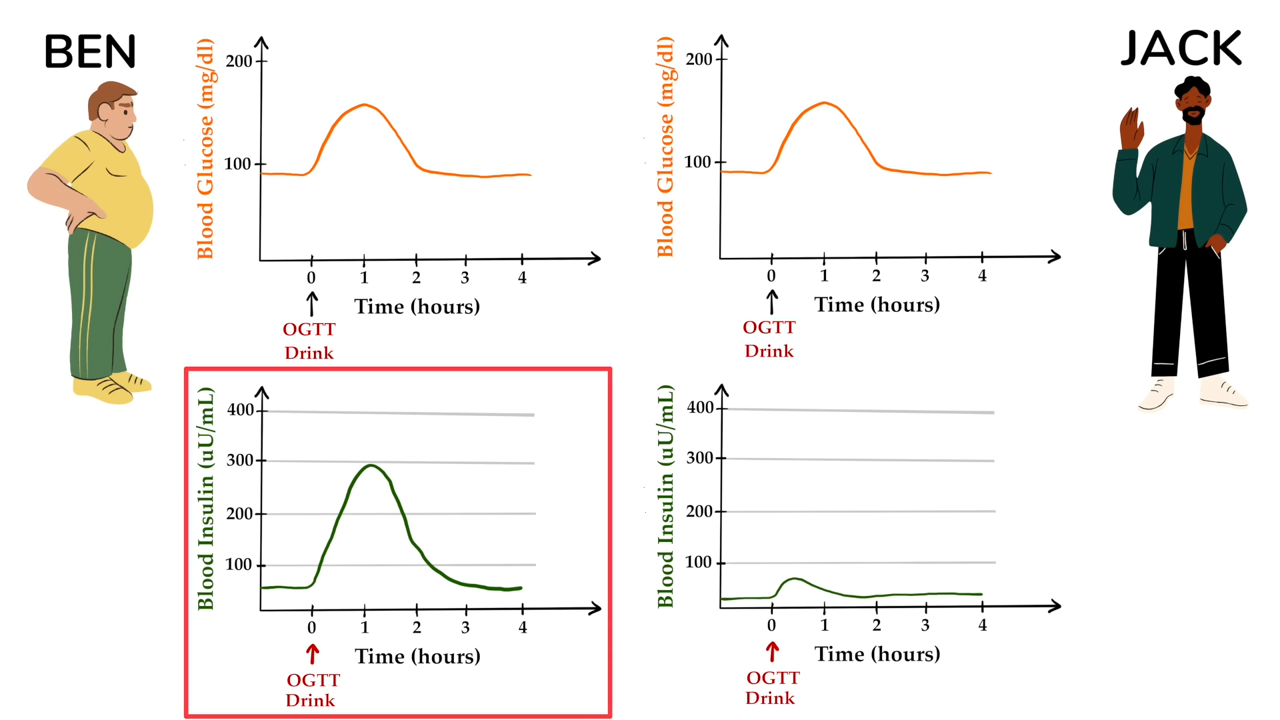 BEN
JACK
Blood Glucose (mg/dl)
200
100
0 1 2 3 4
Time (hours)
OGTT
Drink
Blood Glucose (mg/dl)
200
100
0 1 2 3 4
Time (hours)
OGTT
Drink
Blood Insulin (uU/mL)
400
300
200
100
0 1 2 3 4
Time (hours)
OGTT
Drink
Blood Insulin (uU/mL)
400
300
200
100
0 1 2 3 4
Time (hours)
OGTT
Drink